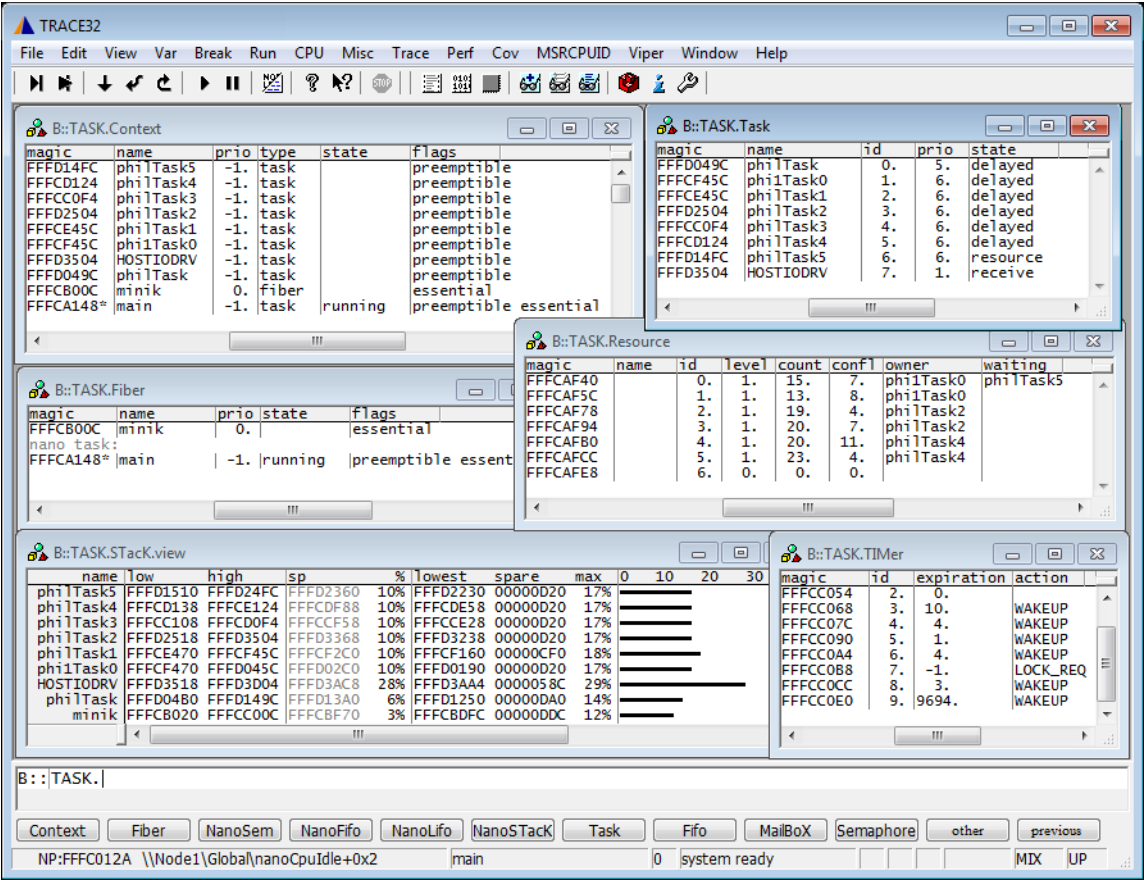 TRACE32
File Edit View Var Break Run CPU Misc Trace Perf Cov MSRCPUID Viper Window Help
B::TASK.Context
magic name prio type state flags
FFFD14FC philTask5 -1. task preemptible
FFFCD124 philTask4 -1. task preemptible
FFFCC0F4 philTask3 -1. task preemptible
FFFD2504 philTask2 -1. task preemptible
FFFCE45C philTask1 -1. task preemptible
FFFCF45C phi1Task0 -1. task preemptible
FFFD3504 HOSTIODRV -1. task preemptible
FFFD049C philTask -1. task preemptible
FFFCB00C minik 0. fiber essential
FFFCA148* main -1. task running preemptible essential
B::TASK.Task
magic name id prio state
FFFD049C philTask 0. 5. delayed
FFFCF45C phi1Task0 1. 6. delayed
FFFCE45C philTask1 2. 6. delayed
FFFD2504 philTask2 3. 6. delayed
FFFCC0F4 philTask3 4. 6. delayed
FFFCD124 philTask4 5. 6. delayed
FFFD14FC philTask5 6. 6. resource
FFFD3504 HOSTIODRV 7. 1. receive
B::TASK.Resource
magic name id level count confl owner waiting
FFFCAF40 0. 1. 15. 7. phi1Task0 philTask5
FFFCAF5C 1. 1. 13. 8. phi1Task0
FFFCAF78 2. 1. 19. 4. philTask2
FFFCAF94 3. 1. 20. 7. philTask2
FFFCAFB0 4. 1. 20. 11. philTask4
FFFCAFCC 5. 1. 23. 4. philTask4
FFFCAFE8 6. 0. 0. 0.
B::TASK.Fiber
magic name prio state flags
FFFCB00C minik 0. essential
nano task:
FFFCA148* main -1. running preemptible essent
B::TASK.STacK.view
name low high sp % lowest spare max 0 10 20 30
philTask5 FFFD1510 FFFD24FC FFFD2360 10% FFFD2230 00000D20 17%
philTask4 FFFCD138 FFFCE124 FFFCDF88 10% FFFCDE58 00000D20 17%
philTask3 FFFCC108 FFFCD0F4 FFFCCF58 10% FFFCCE28 00000D20 17%
philTask2 FFFD2518 FFFD3504 FFFD3368 10% FFFD3238 00000D20 17%
philTask1 FFFCE470 FFFCF45C FFFCF2C0 10% FFFCF160 00000CF0 18%
phi1Task0 FFFCF470 FFFD045C FFFD02C0 10% FFFD0190 00000D20 17%
HOSTIODRV FFFD3518 FFFD3D04 FFFD3AC8 28% FFFD3AA4 0000058C 29%
philTask FFFD04B0 FFFD149C FFFD13A0 6% FFFD1250 00000DA0 14%
minik FFFCB020 FFFCC00C FFFCBF70 3% FFFCBDFC 00000DDC 12%
B::TASK.TIMer
magic id expiration action
FFFCC054 2. 0.
FFFCC068 3. 10. WAKEUP
FFFCC07C 4. 4. WAKEUP
FFFCC090 5. 1. WAKEUP
FFFCC0A4 6. 4. WAKEUP
FFFCC0B8 7. -1. LOCK_REQ
FFFCC0CC 8. 3. WAKEUP
FFFCC0E0 9. 9694. WAKEUP
B::TASK.
Context Fiber NanoSem NanoFifo NanoLifo NanoSTacK Task Fifo MailBoX Semaphore other previous
NP:FFFC012A \\Node1\Global\nanoCpuIdle+0x2 main 0 system ready MIX UP